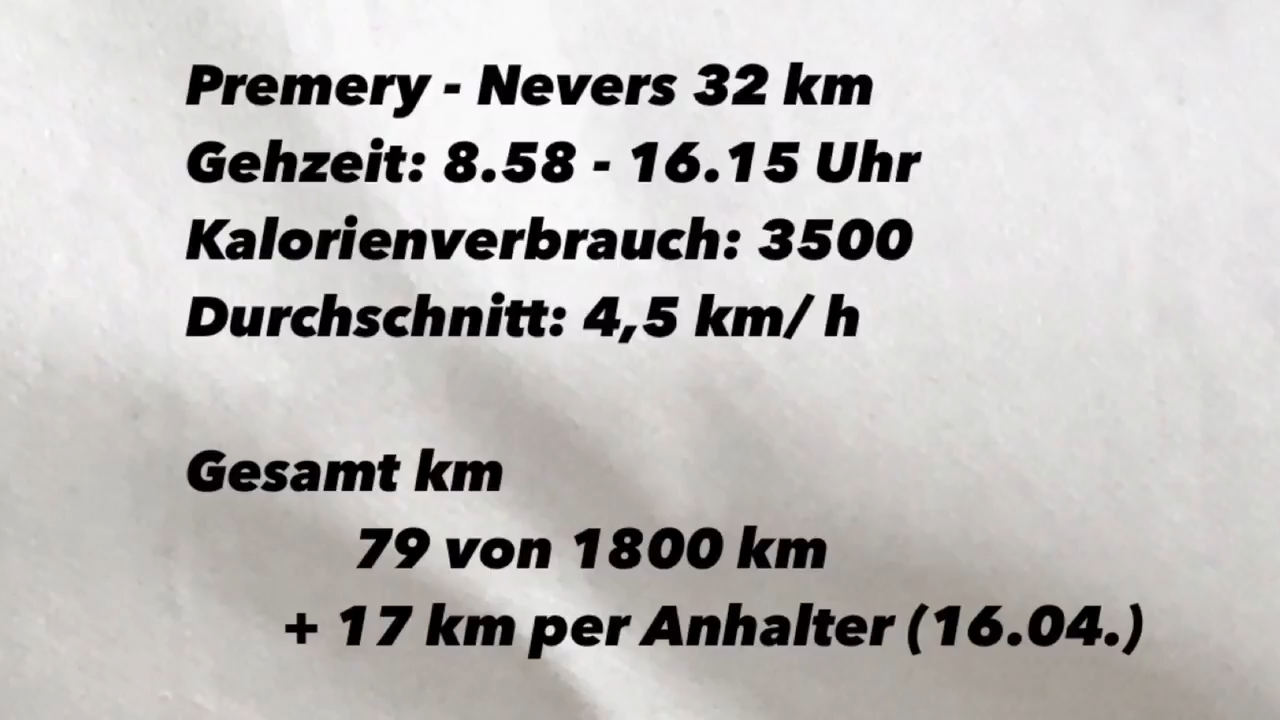 Premery - Nevers 32 km
Gehzeit: 8.58 - 16.15 Uhr
Kalorienverbrauch: 3500
Durchschnitt: 4,5 km/ h
Gesamt km
79 von 1800 km
+ 17 km per Anhalter (16.04.)